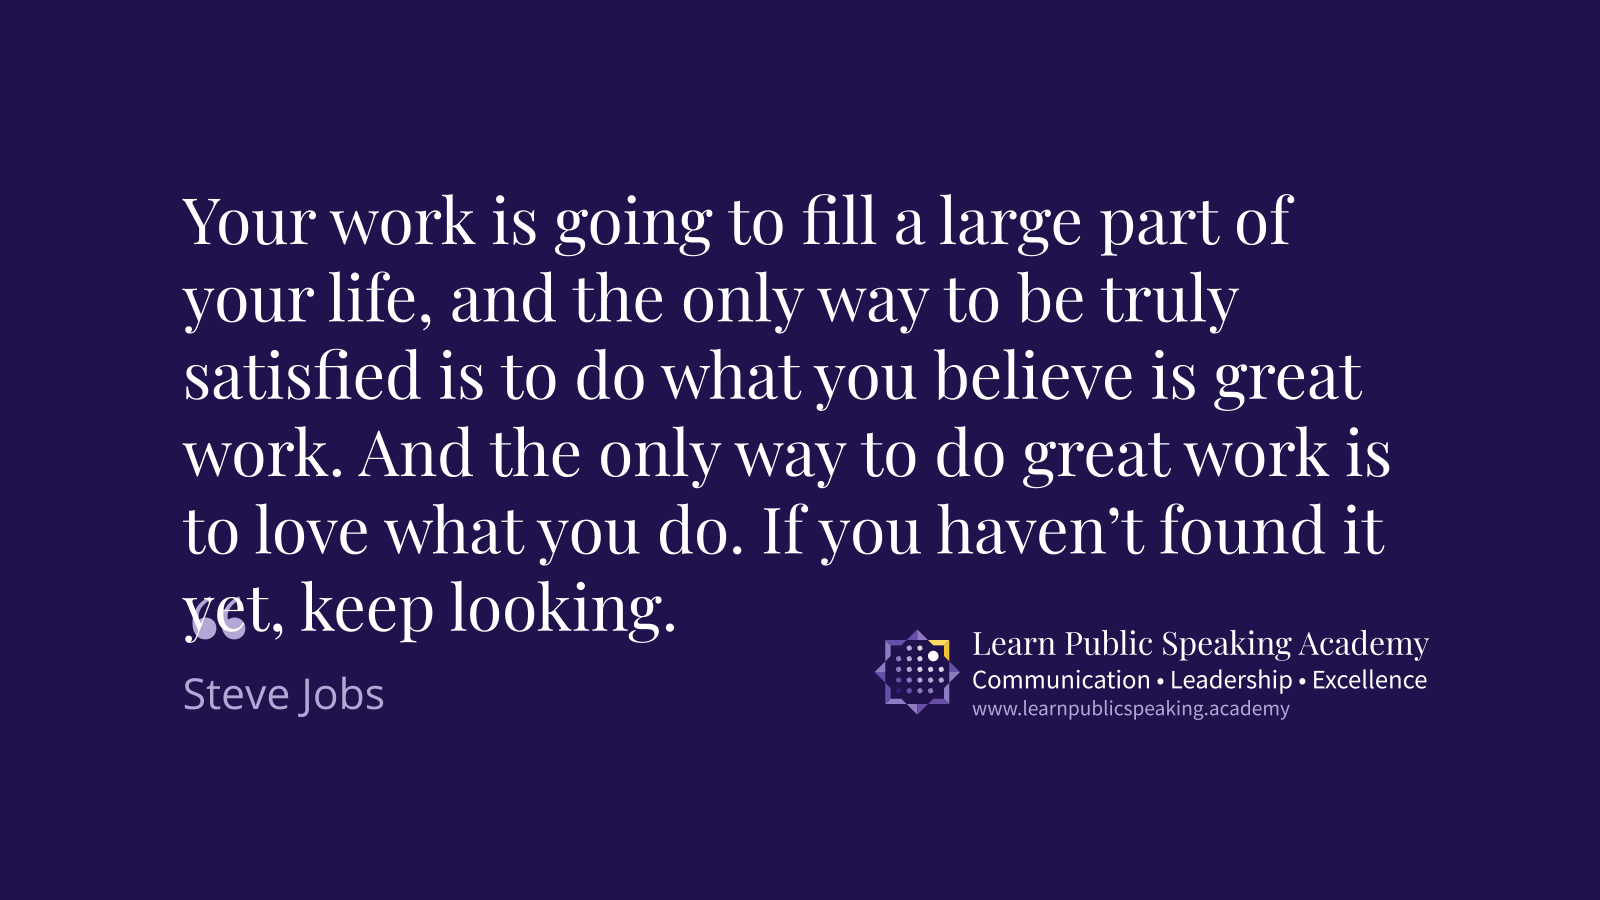 Your work is going to fill a large part of
your life, and the only way to be truly
satisfied is to do what you believe is great
work. And the only way to do great work is
to love what you do. If you haven’t found it
yet, keep looking.
“
Steve Jobs
Learn Public Speaking Academy
Communication • Leadership • Excellence
www.learnpublicspeaking.academy